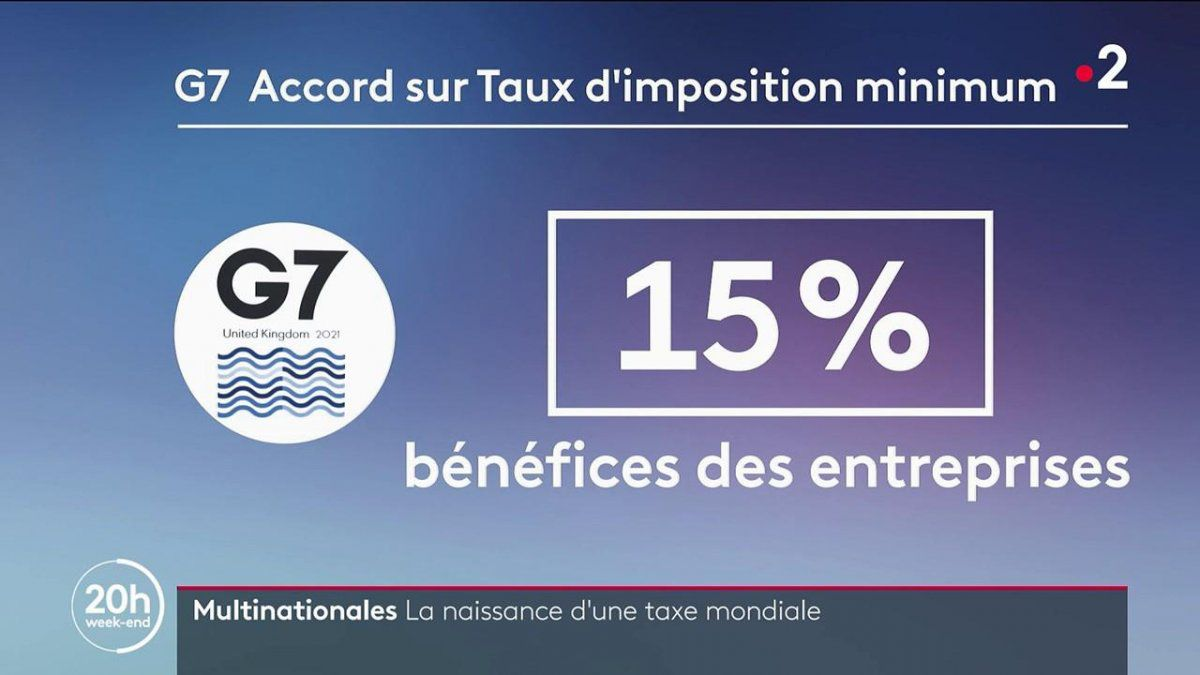 G7 Accord sur Taux d'imposition minimum
2
G7
United Kingdom 2021
15%
bénéfices des entreprises
20h
week-end
Multinationales La naissance d'une taxe mondiale